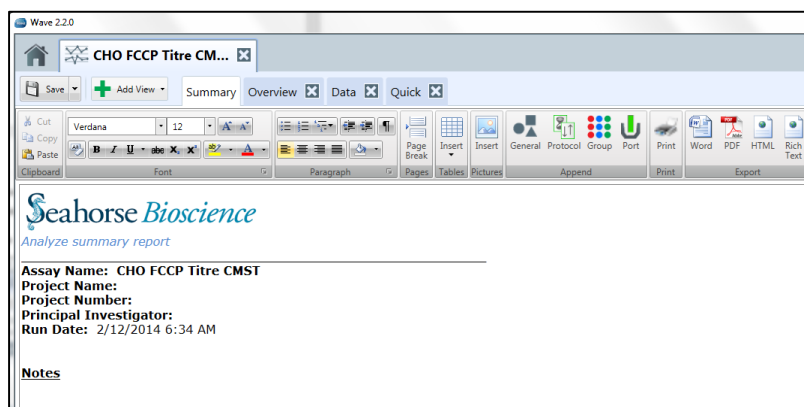 Wave 2.2.0
CHO FCCP Titre CM...
Save Add View Summary Overview Data Quick
Cut
Copy
Paste
Verdana 12
B I U abc X₂ X²
Page Break
Insert
Insert
General Protocol Group Port
Print
Word PDF HTML Rich Text
Clipboard Font Paragraph Pages Tables Pictures Append Print Export
Seahorse Bioscience
Analyze summary report
Assay Name: CHO FCCP Titre CMST
Project Name:
Project Number:
Principal Investigator:
Run Date: 2/12/2014 6:34 AM
Notes